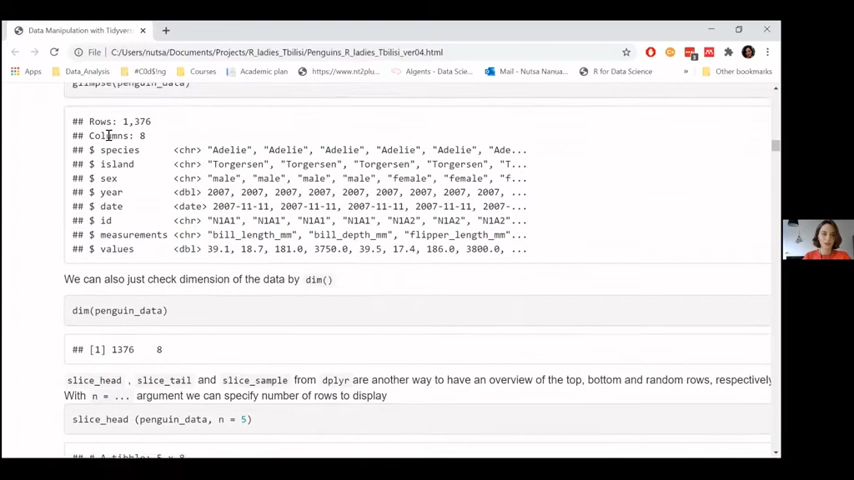 Data Manipulation with Tidyvers
File C:/Users/nutsa/Documents/Projects/R_ladies_Tbilisi/Penguins_R_ladies_Tbilisi_ver04.html
Apps Data_Analysis #C0d$ng Courses Academic plan https://www.nt2plu... Algents - Data Scie... Mail - Nutsa Nanua... R for Data Science » Other bookmarks
glimpse(penguin_data)
## Rows: 1,376
## Columns: 8
## $ species <chr> "Adelie", "Adelie", "Adelie", "Adelie", "Adelie", "Ade...
## $ island <chr> "Torgersen", "Torgersen", "Torgersen", "Torgersen", "T...
## $ sex <chr> "male", "male", "male", "male", "female", "female", "f...
## $ year <dbl> 2007, 2007, 2007, 2007, 2007, 2007, 2007, 2007, 2007, ...
## $ date <date> 2007-11-11, 2007-11-11, 2007-11-11, 2007-11-11, 2007-...
## $ id <chr> "N1A1", "N1A1", "N1A1", "N1A1", "N1A2", "N1A2", "N1A2"...
## $ measurements <chr> "bill_length_mm", "bill_depth_mm", "flipper_length_mm"...
## $ values <dbl> 39.1, 18.7, 181.0, 3750.0, 39.5, 17.4, 186.0, 3800.0, ...
We can also just check dimension of the data by dim()
dim(penguin_data)
## [1] 1376 8
slice_head , slice_tail and slice_sample from dplyr are another way to have an overview of the top, bottom and random rows, respectively
With n = ... argument we can specify number of rows to display
slice_head (penguin_data, n = 5)
## # A tibble: 5 x 8